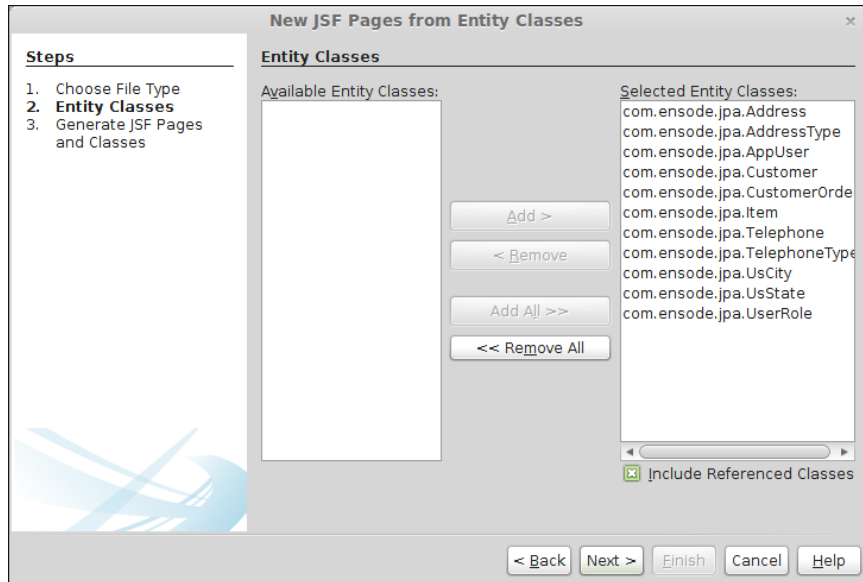 New JSF Pages from Entity Classes
Steps
1. Choose File Type
2. Entity Classes
3. Generate JSF Pages
and Classes
Entity Classes
Available Entity Classes:
Add >
< Remove
Add All >>
<< Remove All
Selected Entity Classes:
com.ensode.jpa.Address
com.ensode.jpa.AddressType
com.ensode.jpa.AppUser
com.ensode.jpa.Customer
com.ensode.jpa.CustomerOrde
com.ensode.jpa.Item
com.ensode.jpa.Telephone
com.ensode.jpa.TelephoneType
com.ensode.jpa.UsCity
com.ensode.jpa.UsState
com.ensode.jpa.UserRole
Include Referenced Classes
< Back Next > Finish Cancel Help